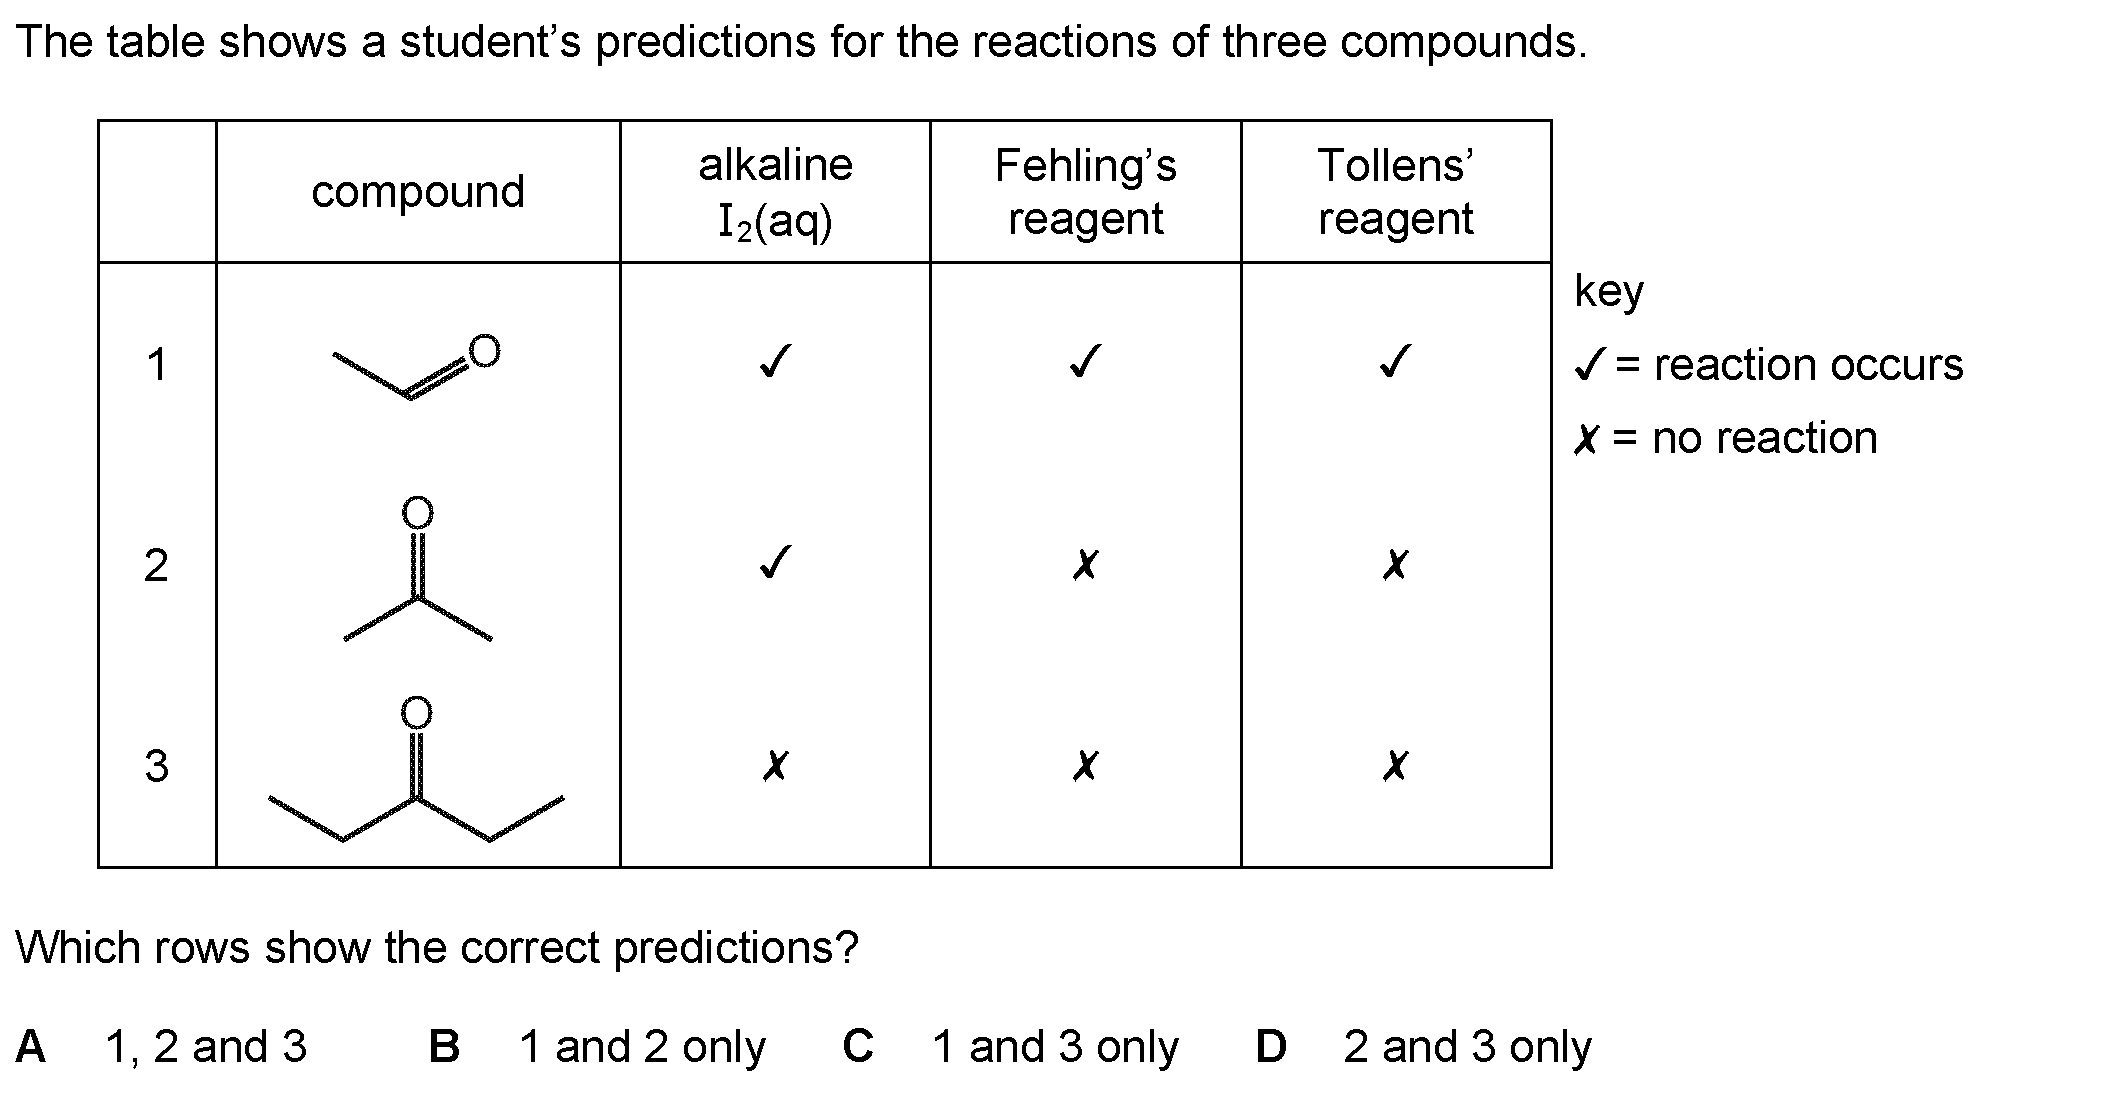 The table shows a student’s predictions for the reactions of three compounds.
compound
alkaline
I₂(aq)
Fehling’s
reagent
Tollens’
reagent
key
1
O
✓
✓
✓
✓ = reaction occurs
✗ = no reaction
2
O
✓
✗
✗
3
O
✗
✗
✗
Which rows show the correct predictions?
A 1, 2 and 3 B 1 and 2 only C 1 and 3 only D 2 and 3 only